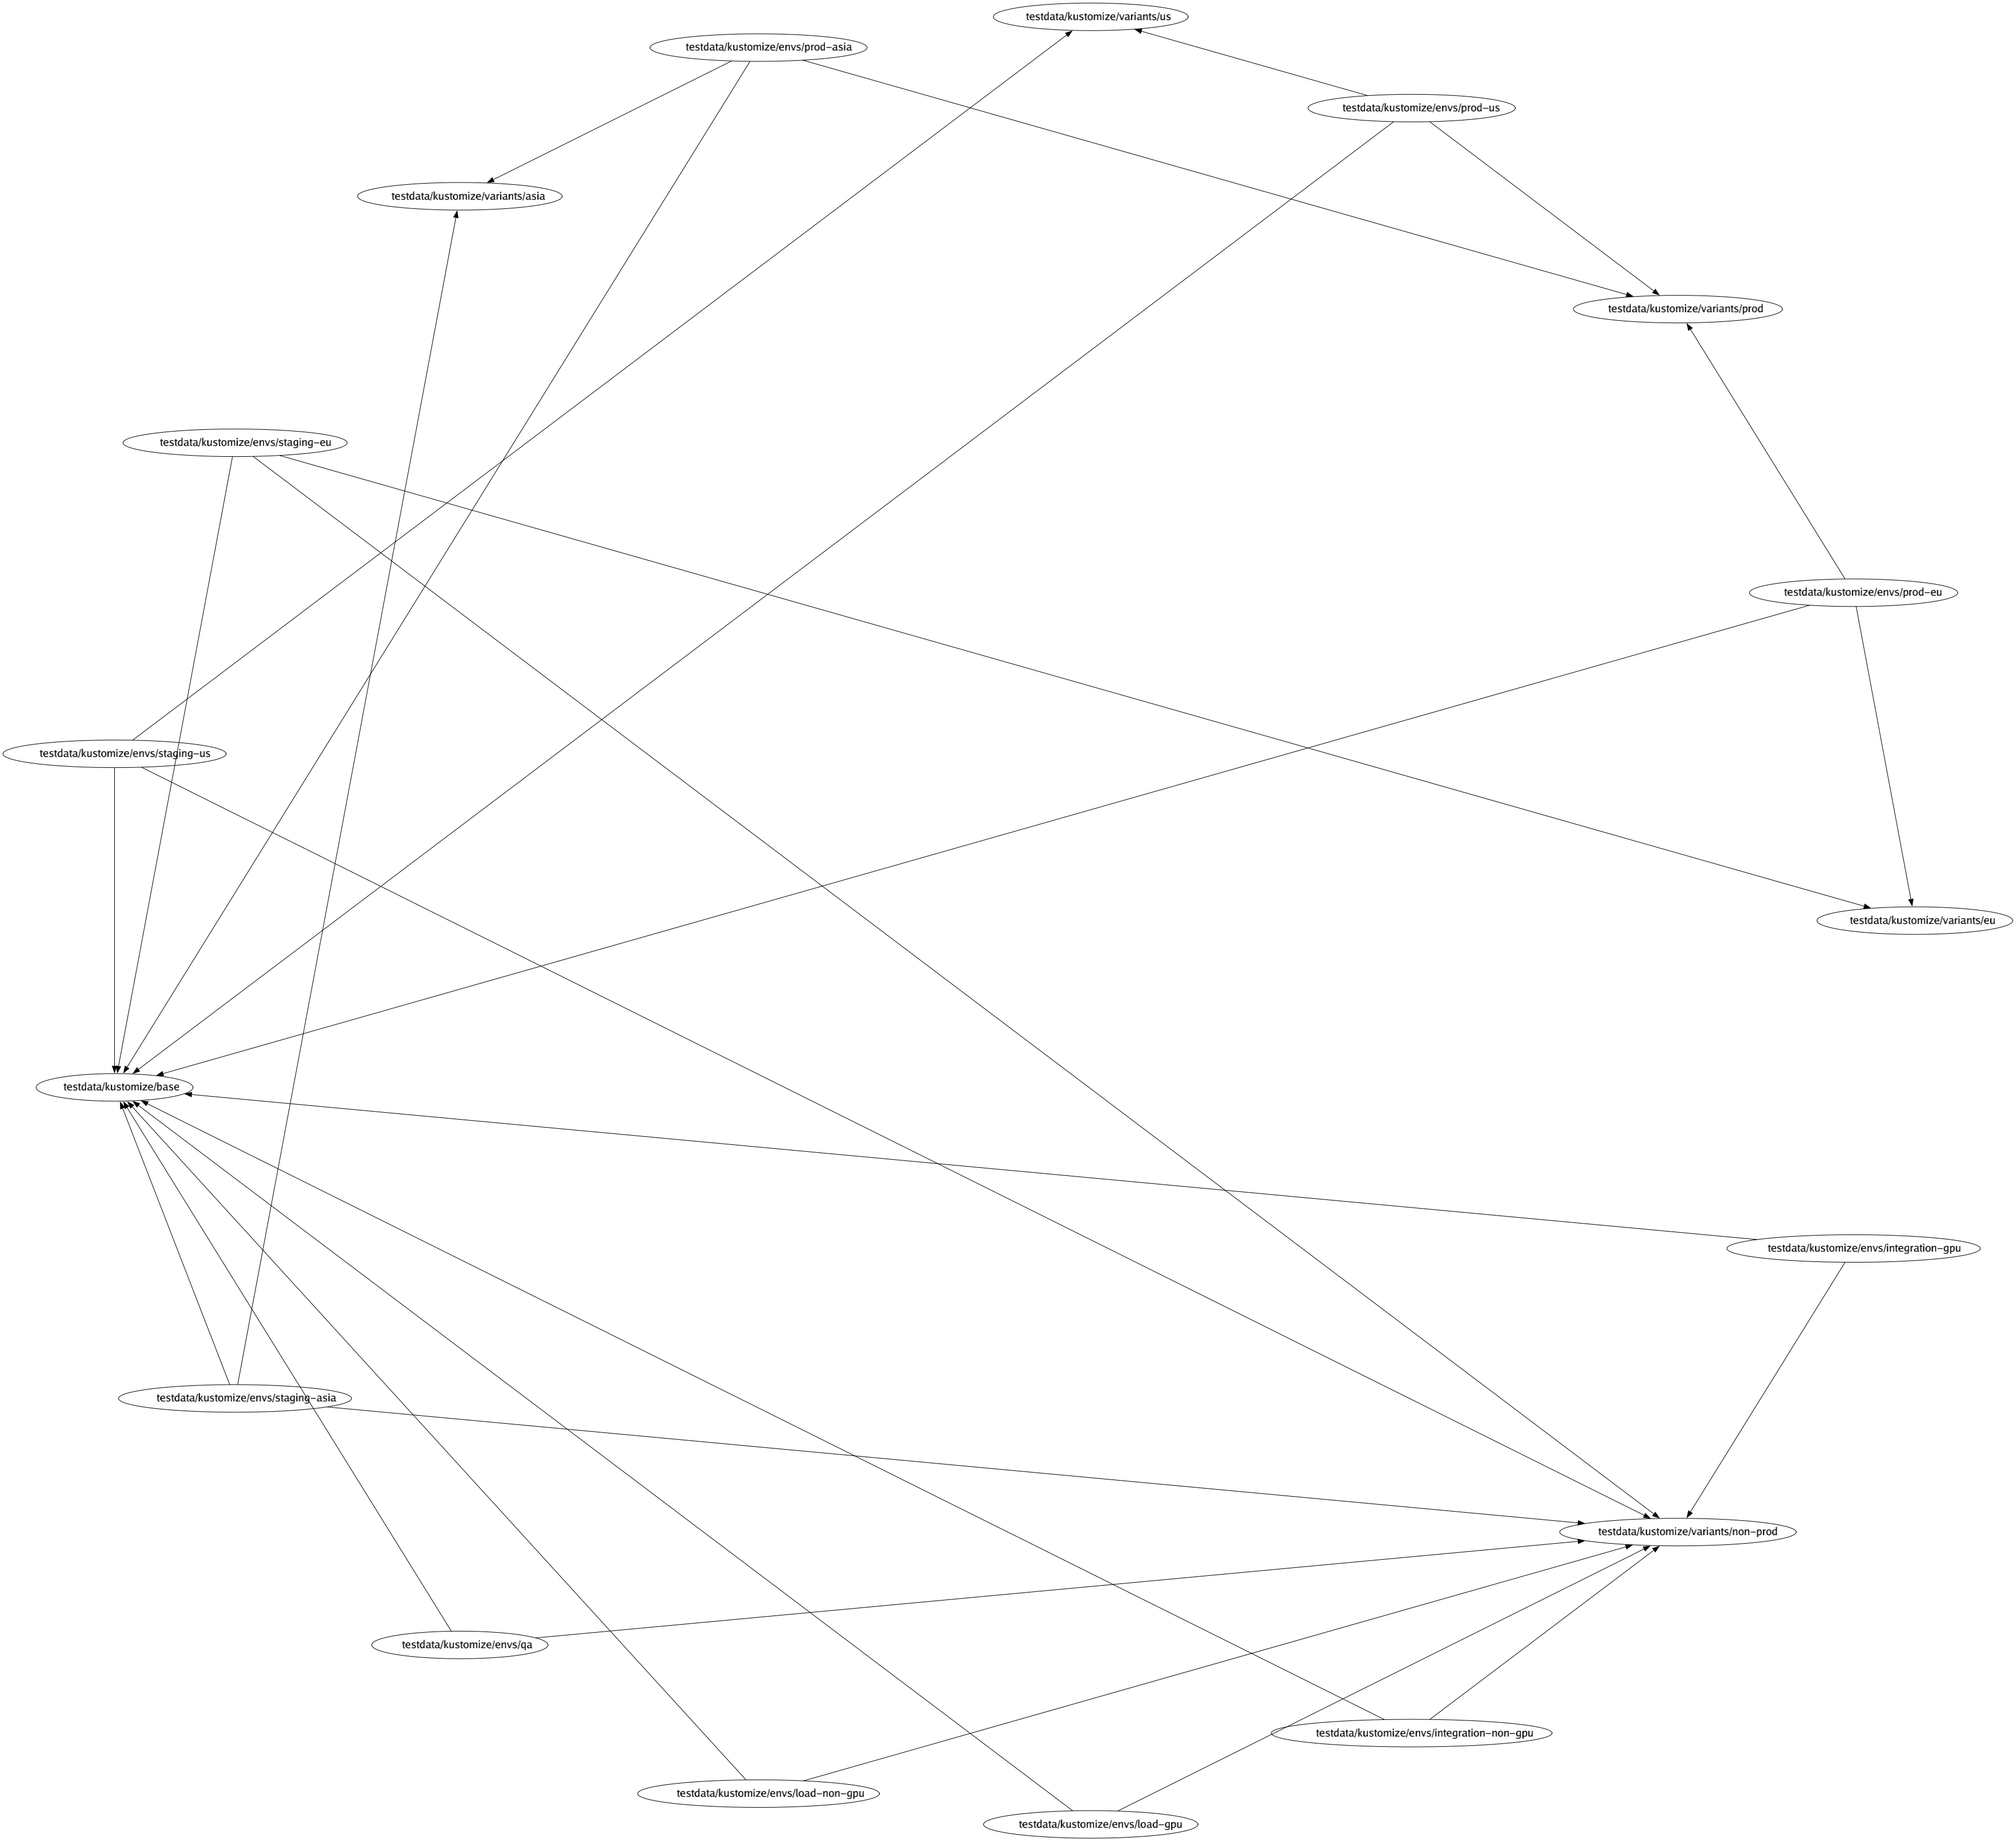 testdata/kustomize/variants/us
testdata/kustomize/envs/prod-asia
testdata/kustomize/envs/prod-us
testdata/kustomize/variants/asia
testdata/kustomize/variants/prod
testdata/kustomize/envs/staging-eu
testdata/kustomize/envs/prod-eu
testdata/kustomize/envs/staging-us
testdata/kustomize/variants/eu
testdata/kustomize/base
testdata/kustomize/envs/integration-gpu
testdata/kustomize/envs/staging-asia
testdata/kustomize/variants/non-prod
testdata/kustomize/envs/qa
testdata/kustomize/envs/integration-non-gpu
testdata/kustomize/envs/load-non-gpu
testdata/kustomize/envs/load-gpu